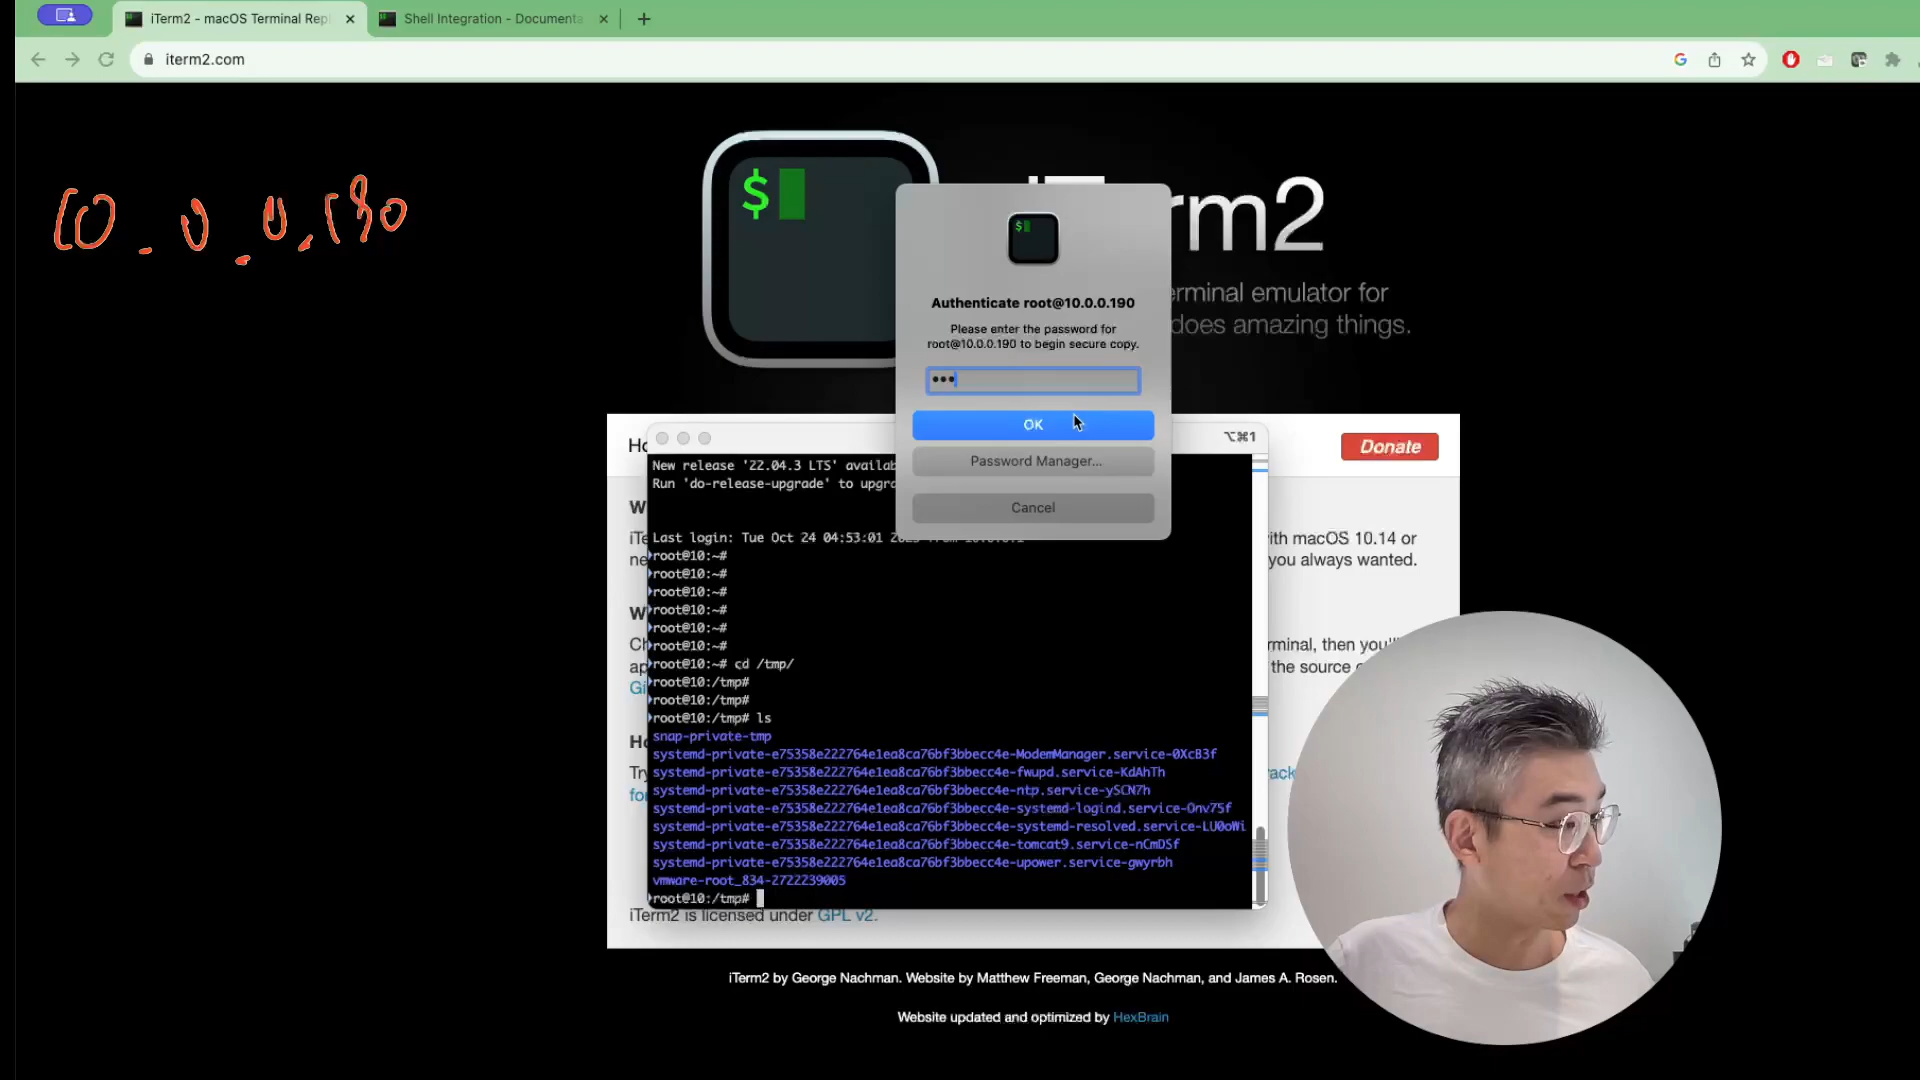 iTerm2 - macOS Terminal Repl
Shell Integration - Documenta
iterm2.com
10.0.0.190
$
rm2
erminal emulator for
does amazing things.
$
Authenticate root@10.0.0.190
Please enter the password for
root@10.0.0.190 to begin secure copy.
•••
OK
Password Manager...
Cancel
⌥⌘1
Donate
New release '22.04.3 LTS' availab
Run 'do-release-upgrade' to upgra
ith macOS 10.14 or
you always wanted.
Last login: Tue Oct 24 04:53:01
root@10:~#
root@10:~#
root@10:~#
root@10:~#
root@10:~#
root@10:~#
root@10:~# cd /tmp/
root@10:/tmp#
root@10:/tmp#
root@10:/tmp# ls
snap-private-tmp
systemd-private-e75358e222764e1ea8ca76bf3bbecc4e-ModemManager.service-0XcB3f
systemd-private-e75358e222764e1ea8ca76bf3bbecc4e-fwupd.service-KdAhTh
systemd-private-e75358e222764e1ea8ca76bf3bbecc4e-ntp.service-ySCN7h
systemd-private-e75358e222764e1ea8ca76bf3bbecc4e-systemd-logind.service-Onv75f
systemd-private-e75358e222764e1ea8ca76bf3bbecc4e-systemd-resolved.service-LU0oWi
systemd-private-e75358e222764e1ea8ca76bf3bbecc4e-tomcat9.service-nCmDSf
systemd-private-e75358e222764e1ea8ca76bf3bbecc4e-upower.service-gwyrbh
vmware-root_834-2722239005
root@10:/tmp#
rminal, then you'
the source
iTerm2 is licensed under GPL v2.
iTerm2 by George Nachman. Website by Matthew Freeman, George Nachman, and James A. Rosen.
Website updated and optimized by HexBrain